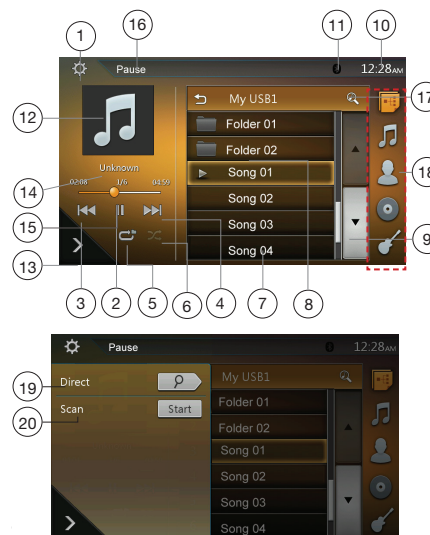 1
16
11
10
Pause
12:28AM
12
My USB1
17
Folder 01
Folder 02
Unknown
Song 01
18
14
02:08 1/6 04:59
Song 02
15
Song 03
9
13
Song 04
3
2
5
6
4
7
8
Pause
12:28AM
19
Direct
My USB1
20
Scan
Start
Folder 01
Folder 02
Song 01
Song 02
Song 03
Song 04